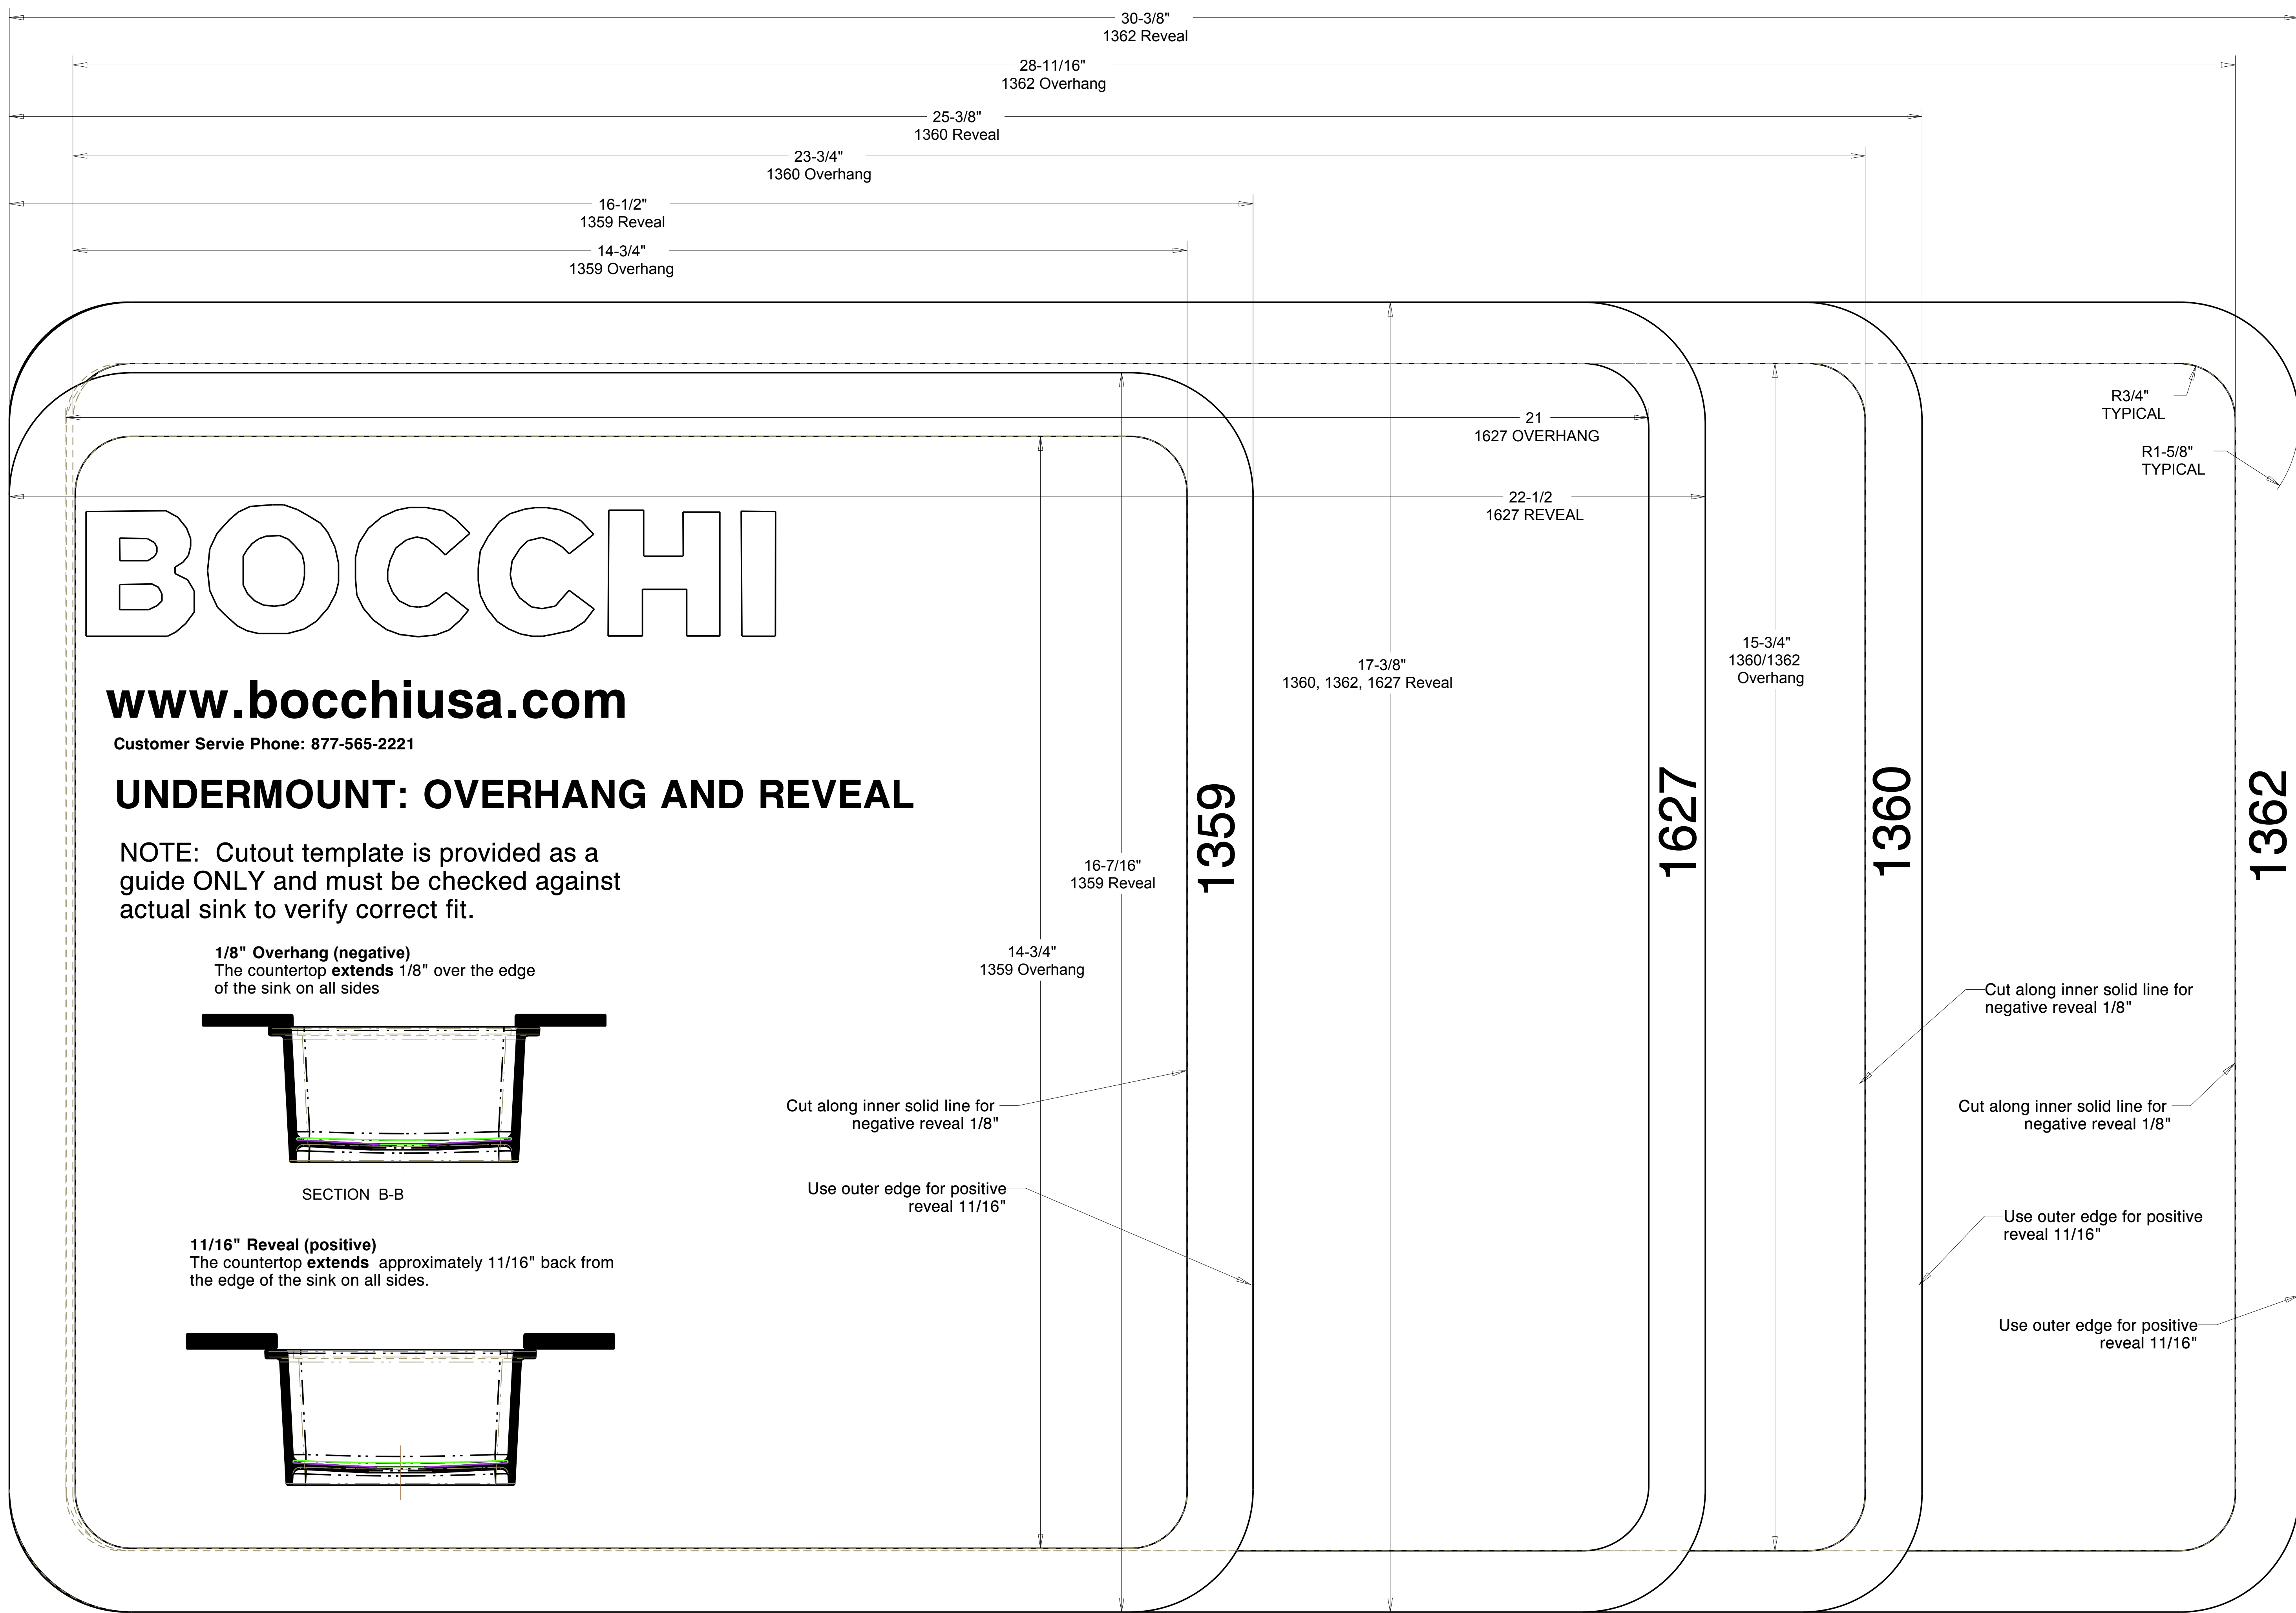 30-3/8"
1362 Reveal
28-11/16"
1362 Overhang
25-3/8"
1360 Reveal
23-3/4"
1360 Overhang
16-1/2"
1359 Reveal
14-3/4"
1359 Overhang
R3/4"
TYPICAL
21
1627 OVERHANG
R1-5/8"
TYPICAL
22-1/2
1627 REVEAL
BOCCHI
www.bocchiusa.com
Customer Servie Phone: 877-565-2221
UNDERMOUNT: OVERHANG AND REVEAL
NOTE: Cutout template is provided as a
guide ONLY and must be checked against
actual sink to verify correct fit.
1/8" Overhang (negative)
The countertop extends 1/8" over the edge
of the sink on all sides
SECTION B-B
11/16" Reveal (positive)
The countertop extends approximately 11/16" back from
the edge of the sink on all sides.
14-3/4"
1359 Overhang
16-7/16"
1359 Reveal
1359
Cut along inner solid line for
negative reveal 1/8"
Use outer edge for positive
reveal 11/16"
17-3/8"
1360, 1362, 1627 Reveal
1627
15-3/4"
1360/1362
Overhang
1360
1362
Cut along inner solid line for
negative reveal 1/8"
Cut along inner solid line for
negative reveal 1/8"
Use outer edge for positive
reveal 11/16"
Use outer edge for positive
reveal 11/16"